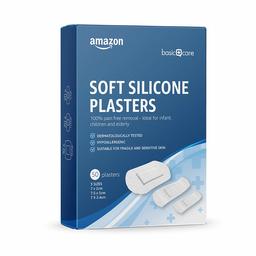 amazon
basic care
SOFT SILICONE
PLASTERS
100% pain free removal - Ideal for infant,
children and elderly
DERMATOLOGICALLY TESTED
HYPOALLERGENIC
SUITABLE FOR FRAGILE AND SENSITIVE SKIN
50 plasters
3 SIZES